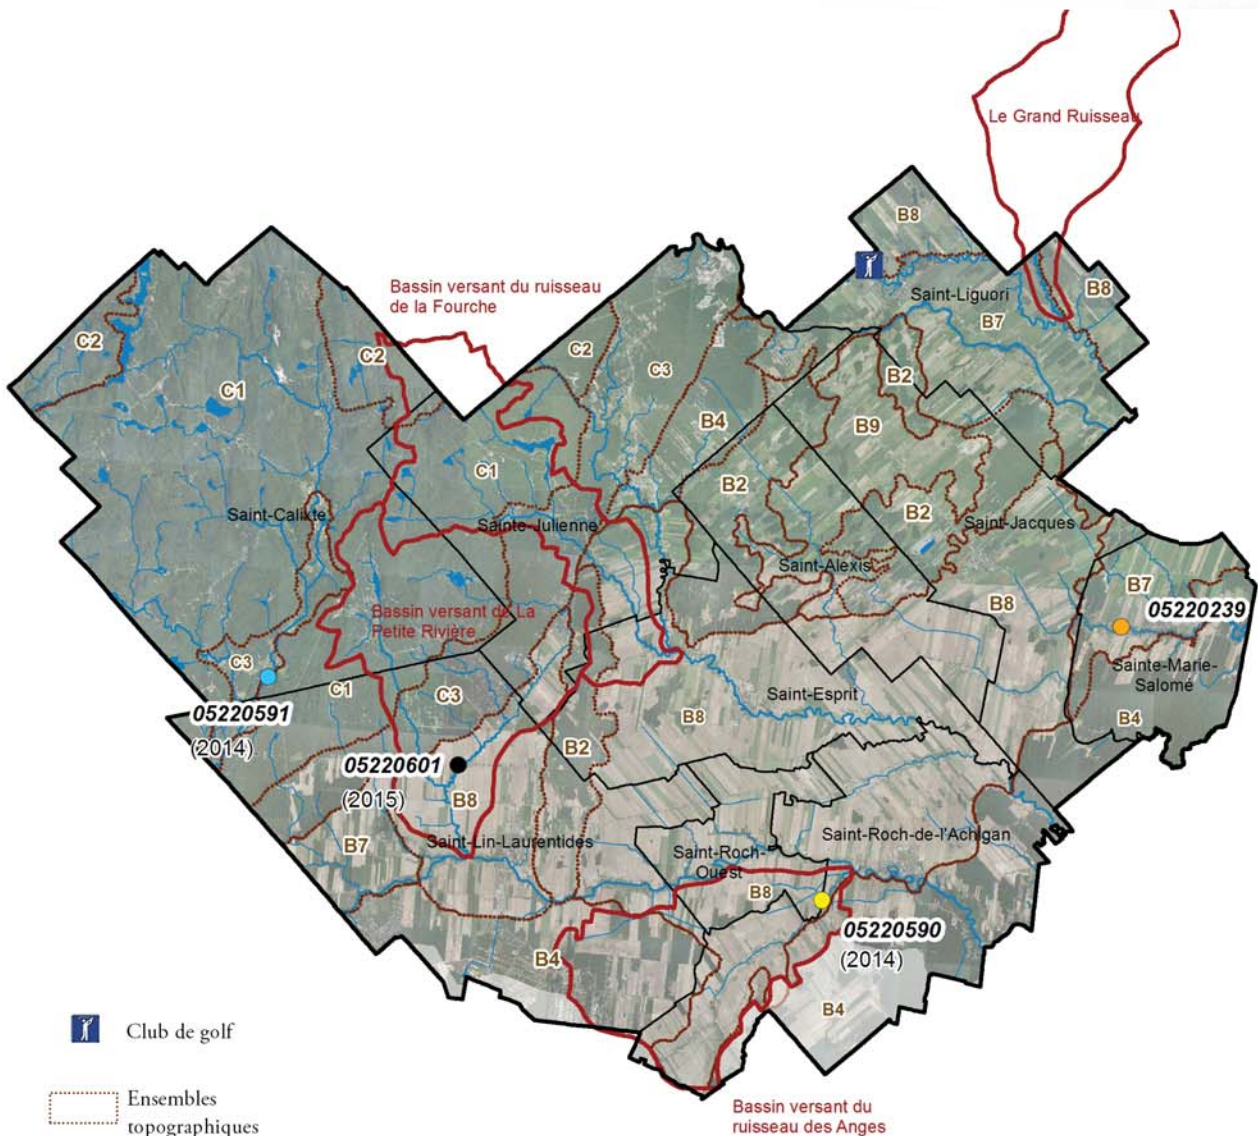 Le Grand Ruisseau
B8
Bassin versant du ruisseau
de la Fourche
Saint-Liguori
B8
B7
C2
C2
C2
C3
C1
B2
B4
B9
C1
B2
B2
Saint-Calixte
Sainte-Julienne
Saint-Jacques
Saint-Alexis
B7
B8
05220239
Bassin versant de La
Petite Rivière
C3
Sainte-Marie-
Salomé
C1
C3
Saint-Esprit
05220591
(2014)
B8
B4
B2
05220601
(2015)
B8
Saint-Lin-Laurentides
B7
Saint-Roch-de-l'Achigan
Saint-Roch-
Ouest
B8
05220590
(2014)
B4
B4
Club de golf
Ensembles
topographiques
Bassin versant du
ruisseau des Anges